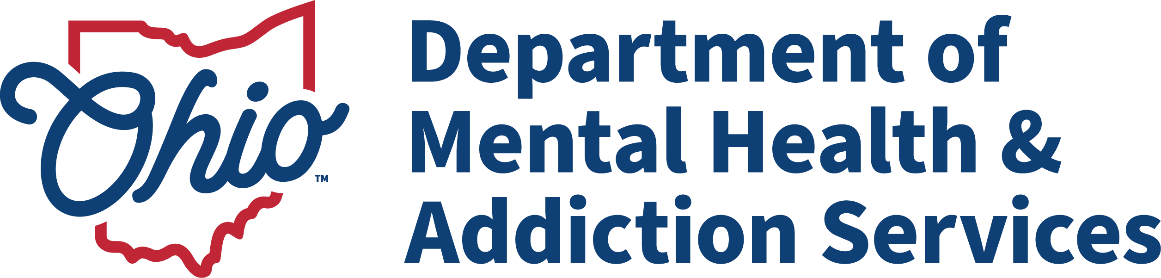 Ohio™
Department of
Mental Health &
Addiction Services